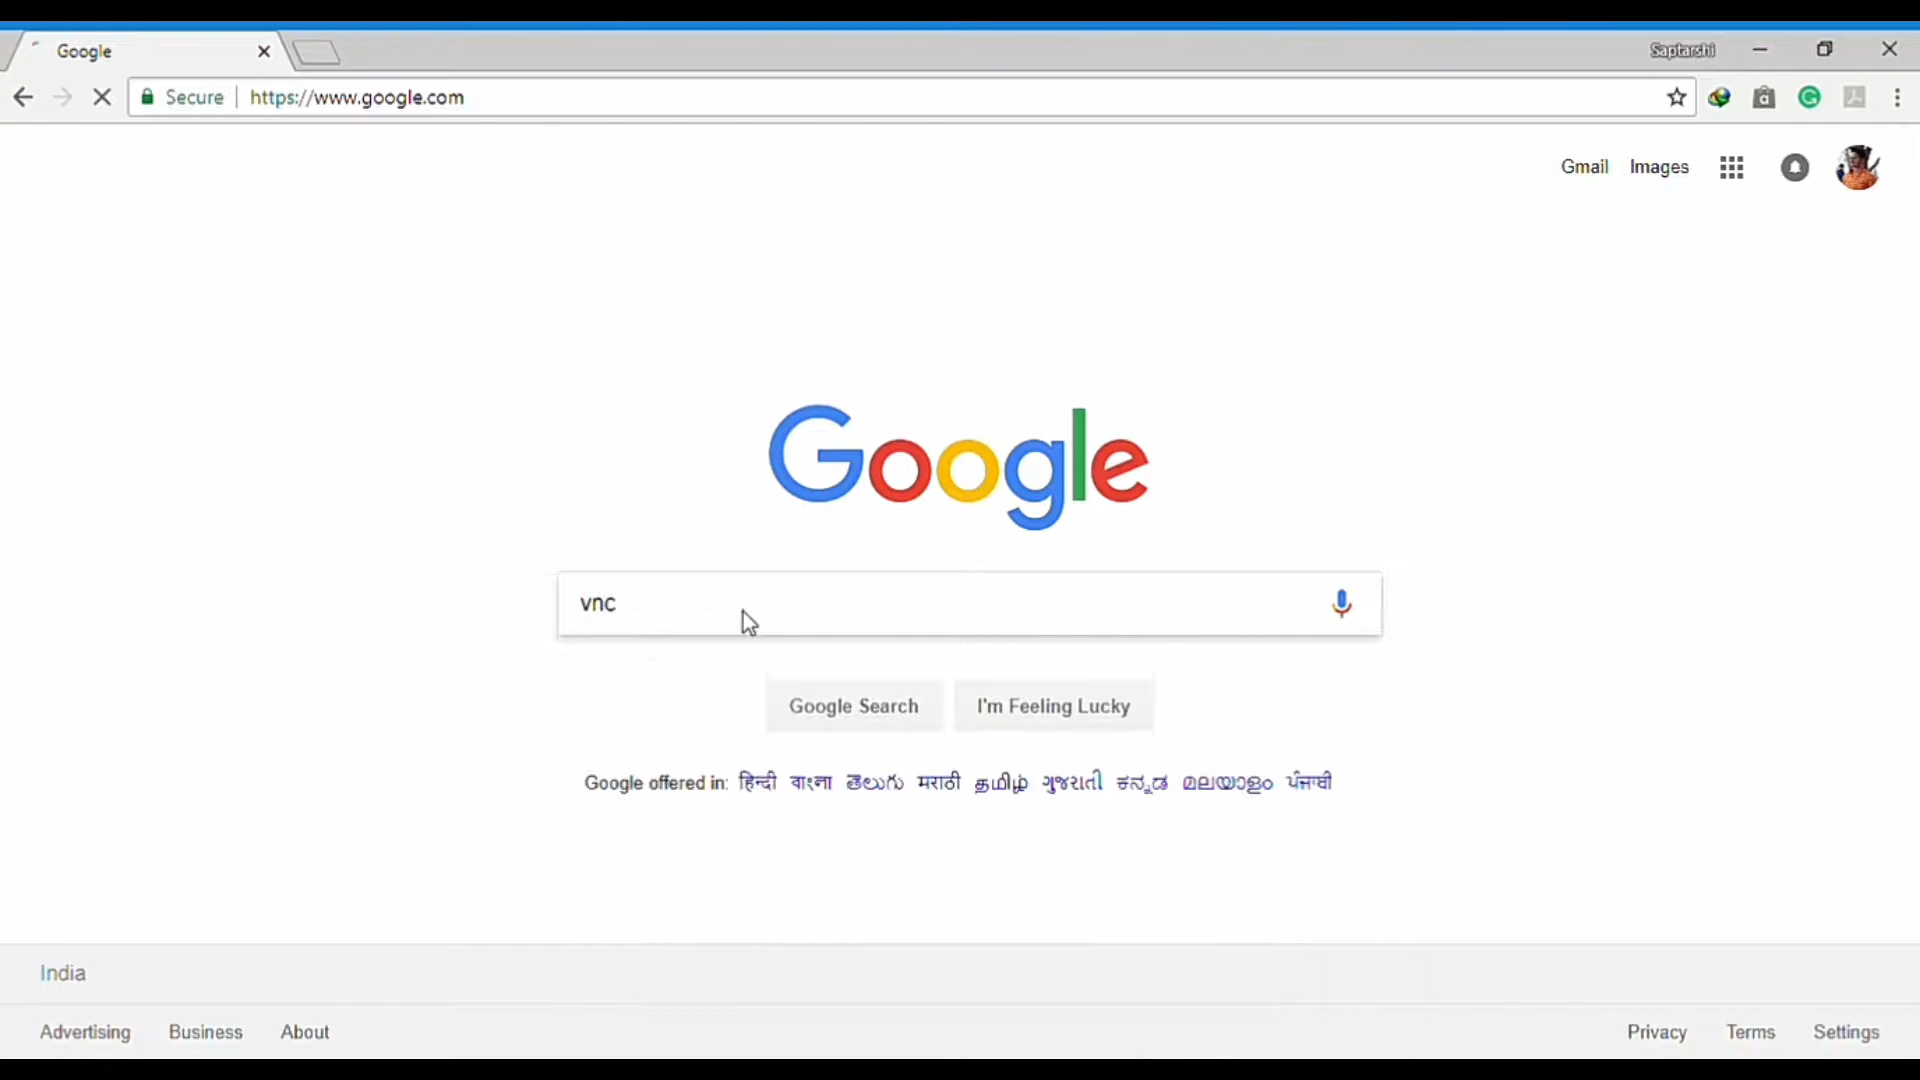 Google
Saptarshi
Secure
https://www.google.com
Gmail Images
Google
vnc
Google Search I'm Feeling Lucky
Google offered in: हिन्दी বাংলা తెలుగు मराठी தமிழ் ગુજરાતી ಕನ್ನಡ മലയാളം ਪੰਜਾਬੀ
India
Advertising Business About
Privacy Terms Settings